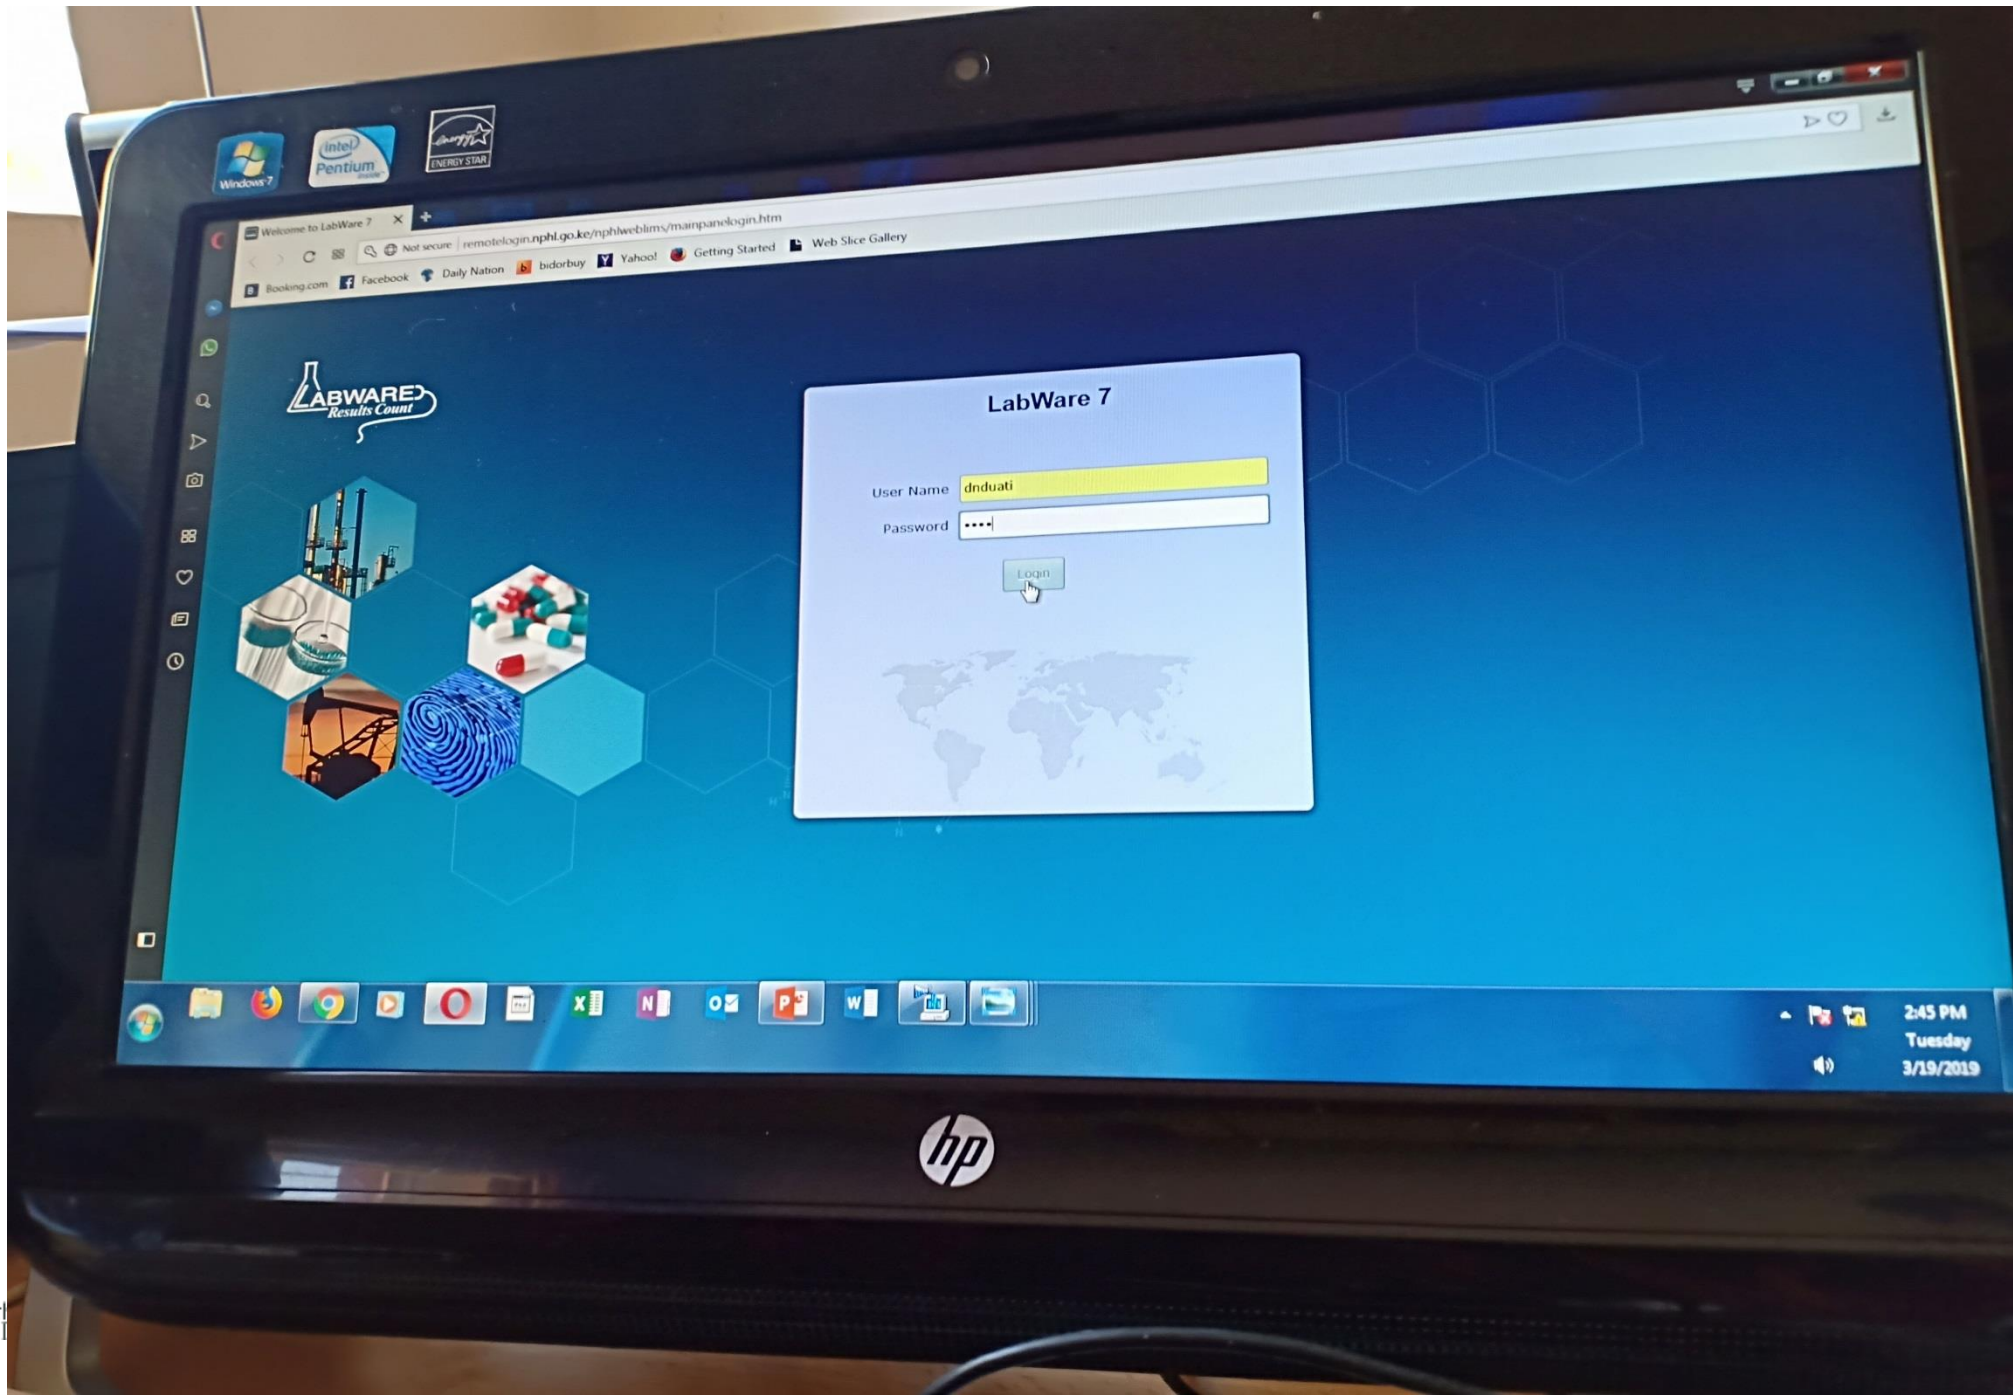 Windows 7
intel
Pentium
inside
energy
ENERGY STAR
Welcome to LabWare 7
Not secure
remotelogin.nphl.go.ke/nphlweblims/mainpanelogin.htm
Booking.com
Facebook
Daily Nation
bidorbuy
Yahoo!
Getting Started
Web Slice Gallery
LABWARE
Results Count
LabWare 7
User Name dnduati
Password ••••
Login
2:45 PM
Tuesday
3/19/2019
hp